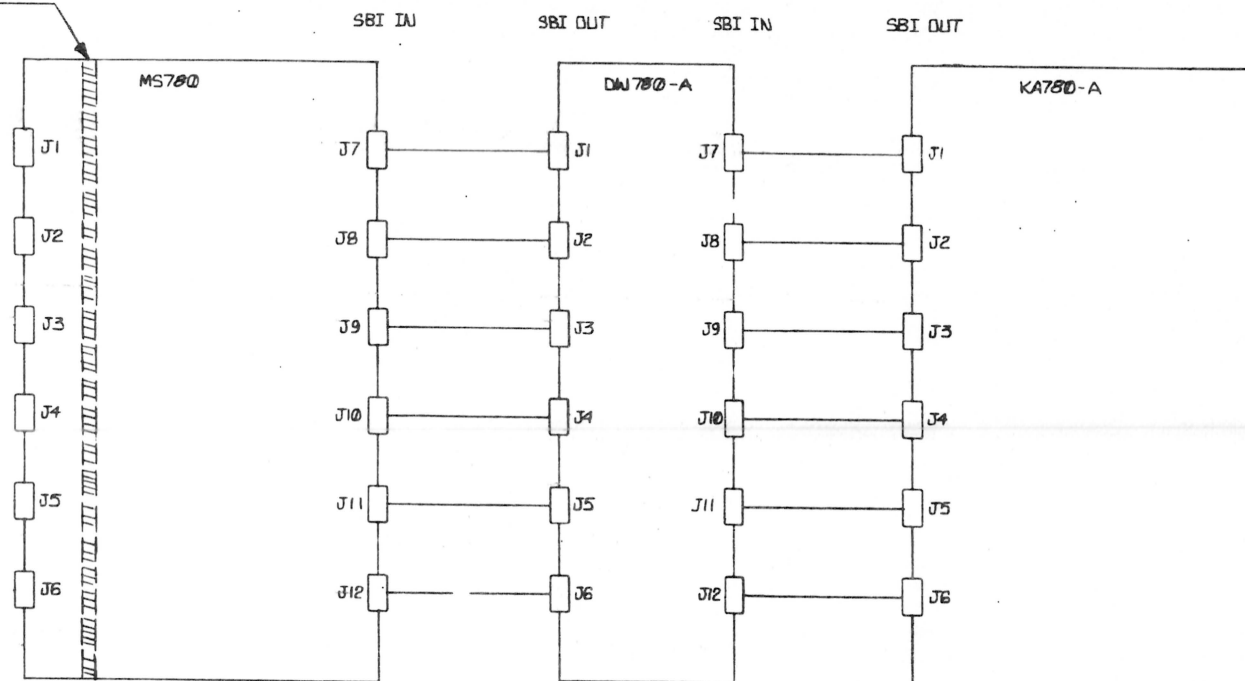 SBI IN SBI OUT SBI IN SBI OUT
MS780 DW780-A KA780-A
J1 J7 J1 J7 J1
J2 J8 J2 J8 J2
J3 J9 J3 J9 J3
J4 J10 J4 J10 J4
J5 J11 J5 J11 J5
J6 J12 J6 J12 J6